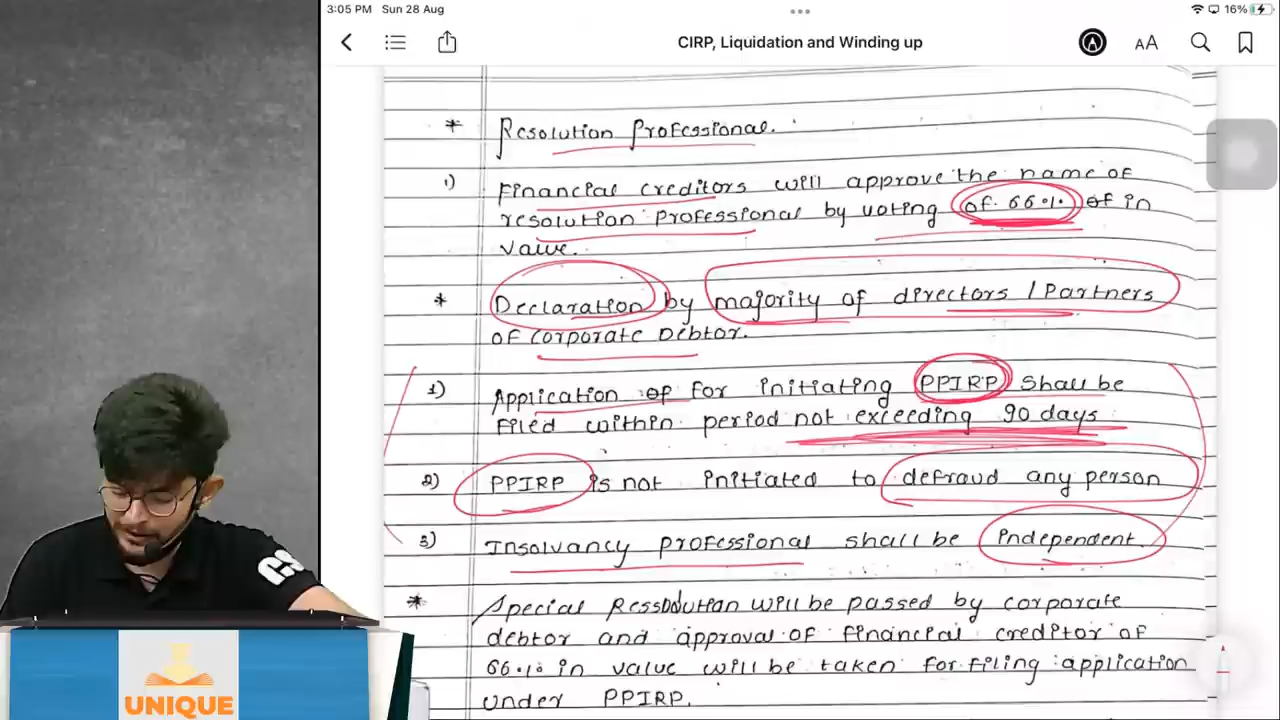 3:05 PM Sun 28 Aug
16%
CIRP, Liquidation and Winding up
AA
* Resolution Professional.
1) Financial creditors will approve the name of
resolution professional by voting of 66% of in
value.
* Declaration by majority of directors / Partners
of corporate Debtor.
1) Application of for initiating PPIRP shall be
filed within period not exceeding 90 days
2) PPIRP is not initiated to defraud any person
3) Insolvancy professional shall be Independent.
* Special Resolution will be passed by corporate
debtor and approval of financial creditor of
66% in value will be taken for filing application
under PPIRP.
UNIQUE